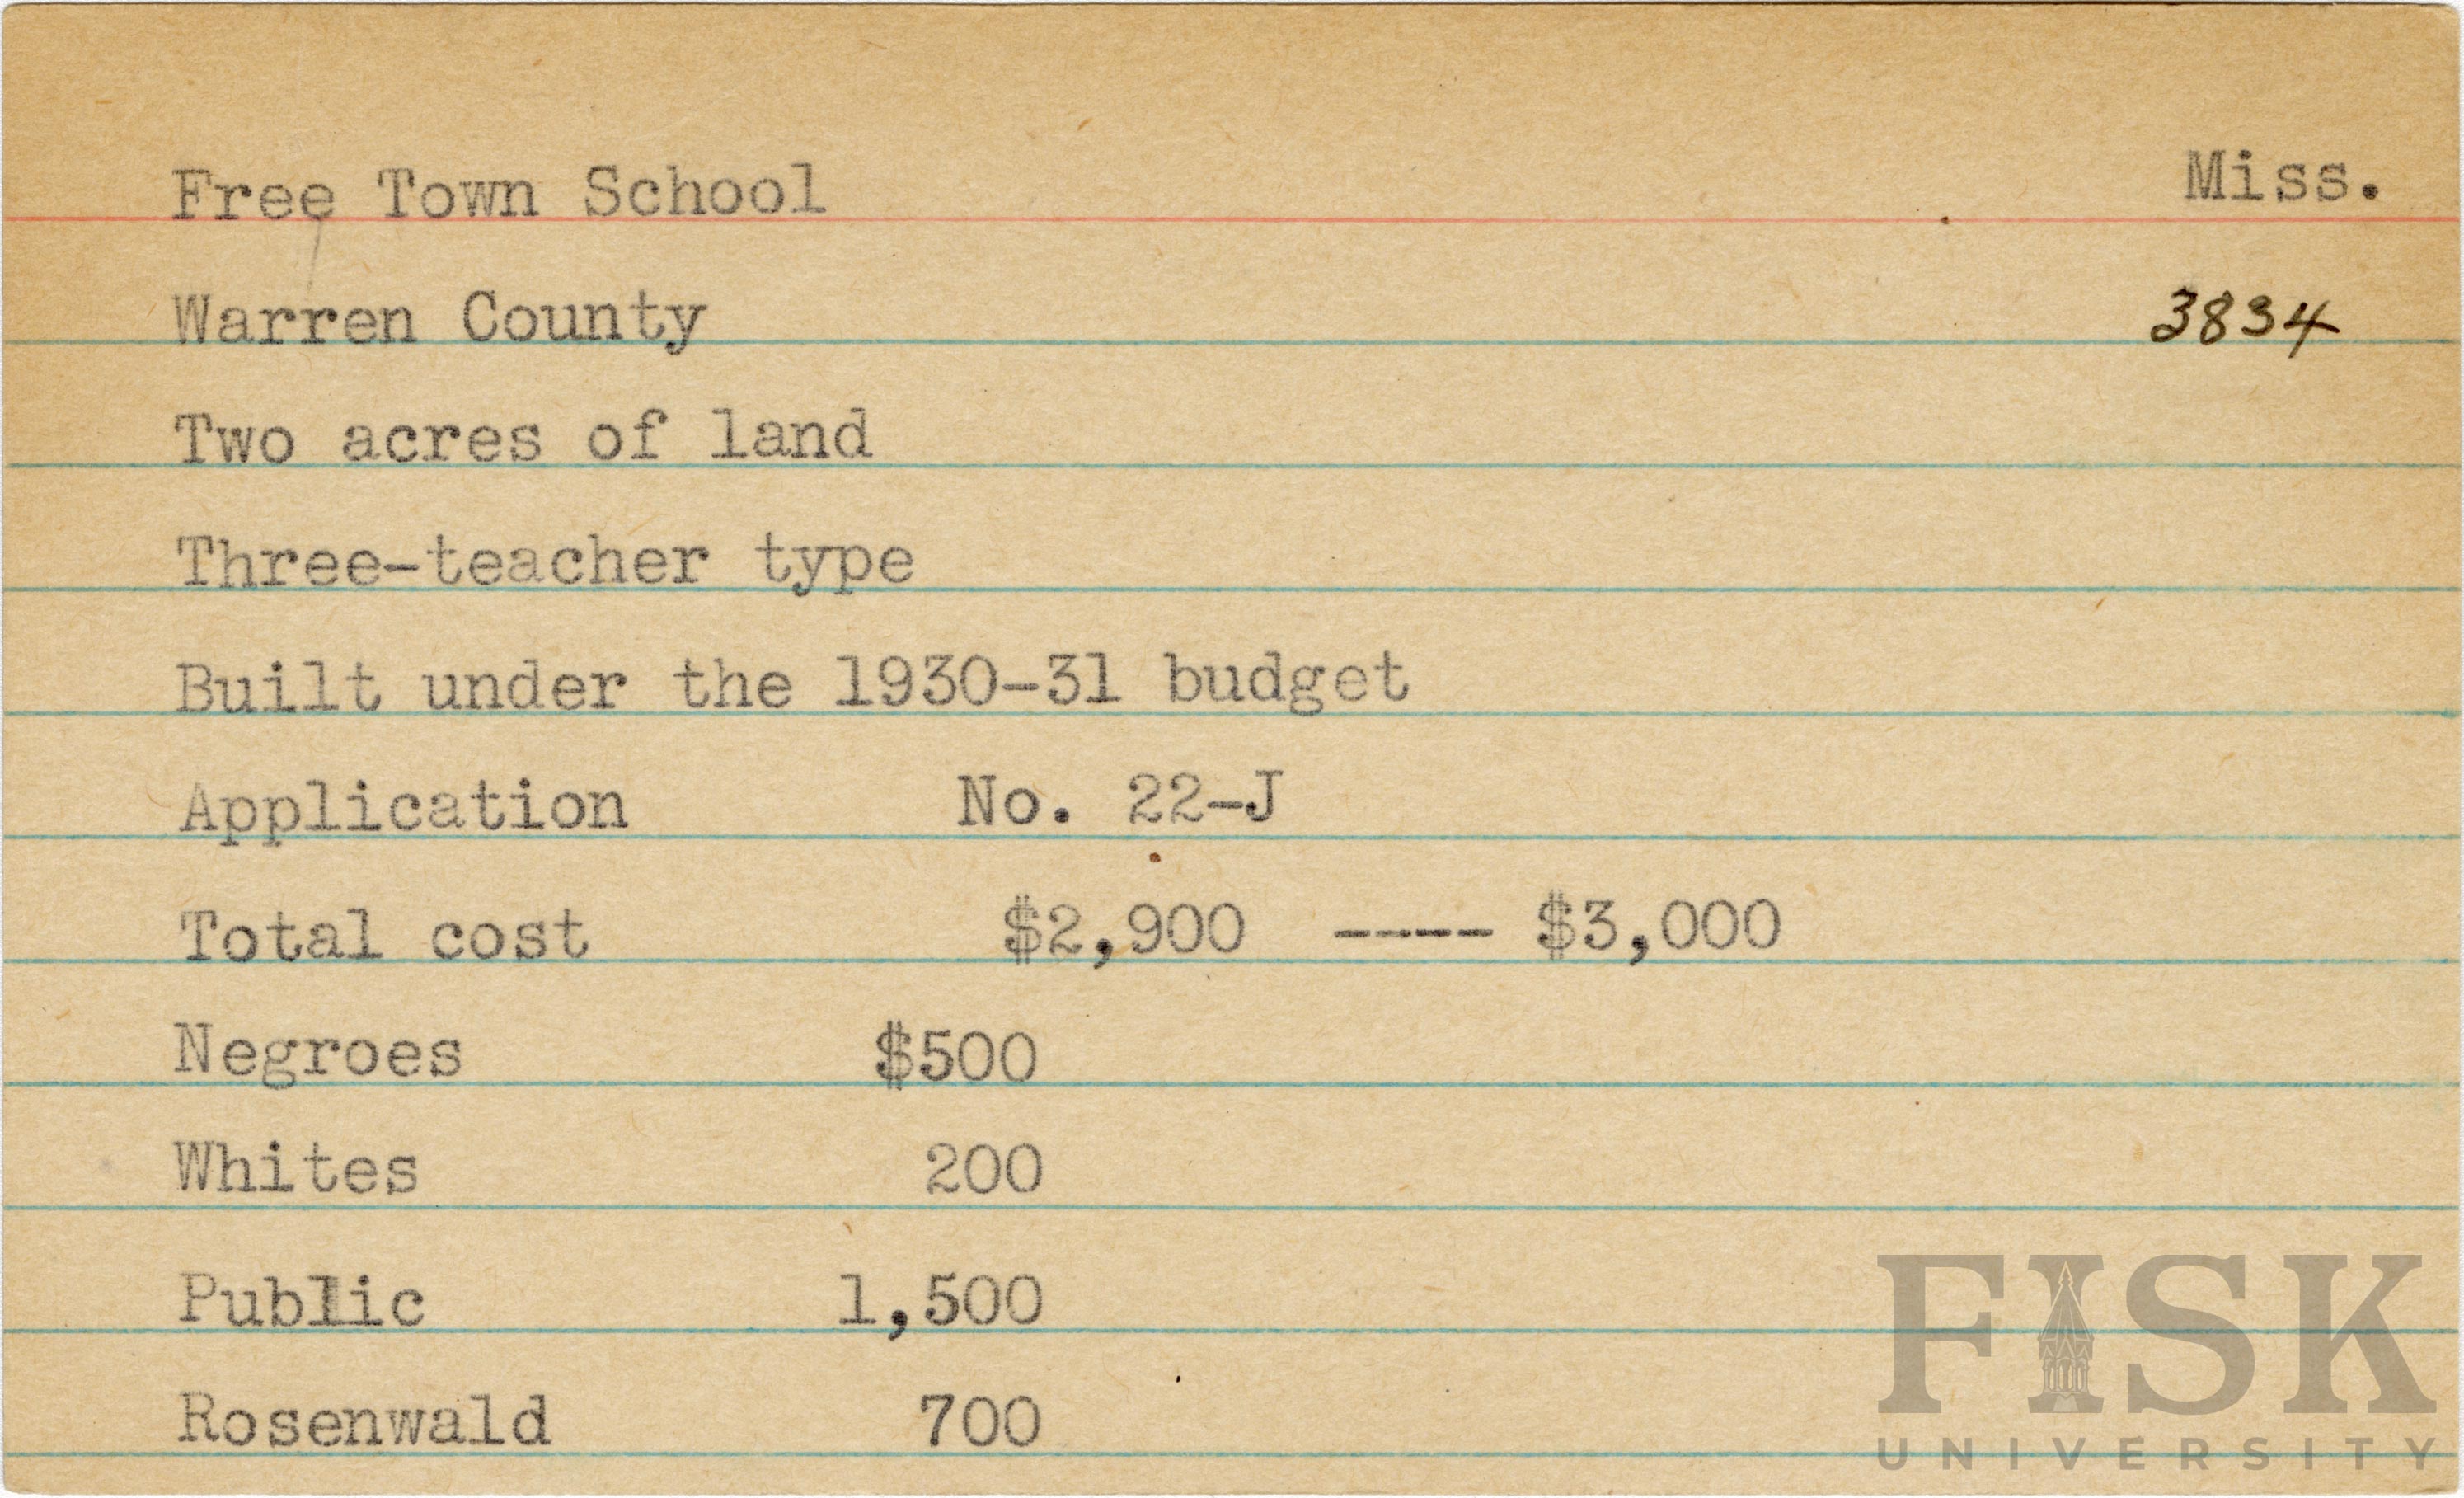 Free Town School Miss.
Warren County 3834
Two acres of land
Three-teacher type
Built under the 1930-31 budget
Application No. 22-J
Total cost $2,900 ---- $3,000
Negroes $500
Whites 200
Public 1,500
Rosenwald 700
FISK
UNIVERSITY